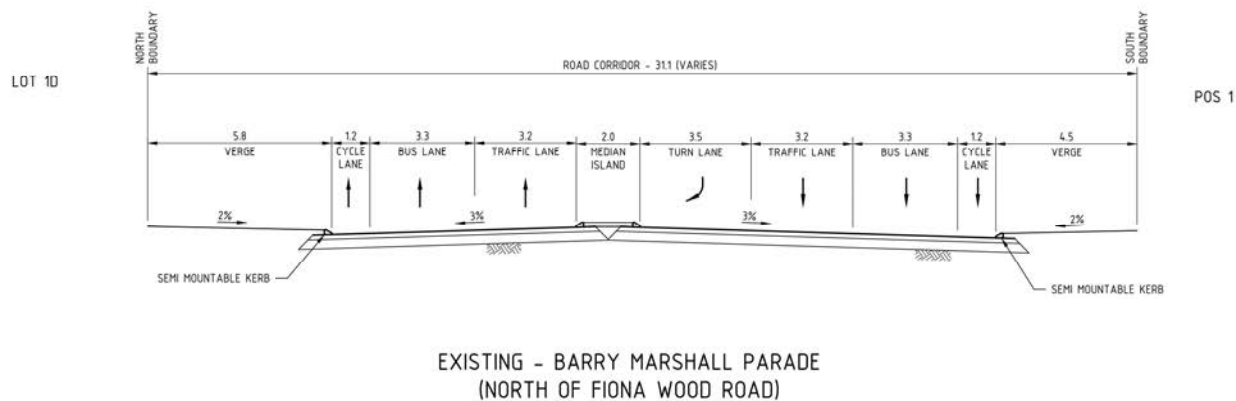 NORTH
BOUNDARY
SOUTH
BOUNDARY
LOT 1D
ROAD CORRIDOR - 31.1 (VARIES)
POS 1
5.8
VERGE
1.2
CYCLE
LANE
3.3
BUS LANE
3.2
TRAFFIC LANE
2.0
MEDIAN
ISLAND
3.5
TURN LANE
3.2
TRAFFIC LANE
3.3
BUS LANE
1.2
CYCLE
LANE
4.5
VERGE
2%
3%
3%
2%
SEMI MOUNTABLE KERB
SEMI MOUNTABLE KERB
EXISTING - BARRY MARSHALL PARADE
(NORTH OF FIONA WOOD ROAD)